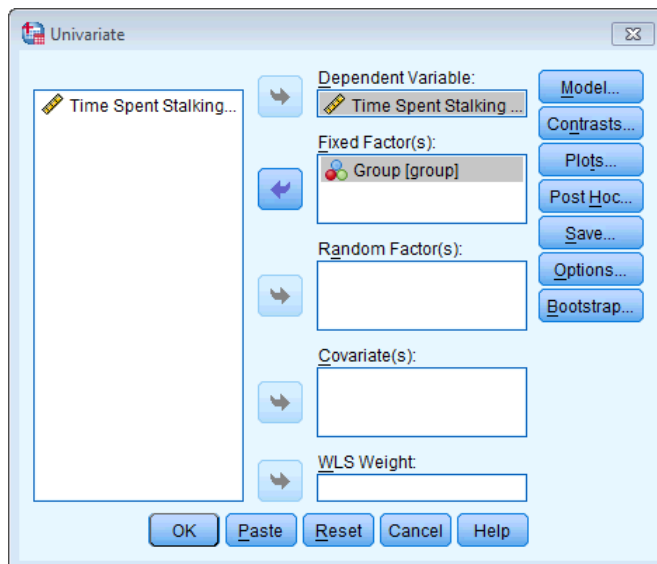 Univariate
Time Spent Stalking...
Dependent Variable:
Time Spent Stalking ...
Fixed Factor(s):
Group [group]
Random Factor(s):
Covariate(s):
WLS Weight:
Model...
Contrasts...
Plots...
Post Hoc...
Save...
Options...
Bootstrap...
OK Paste Reset Cancel Help